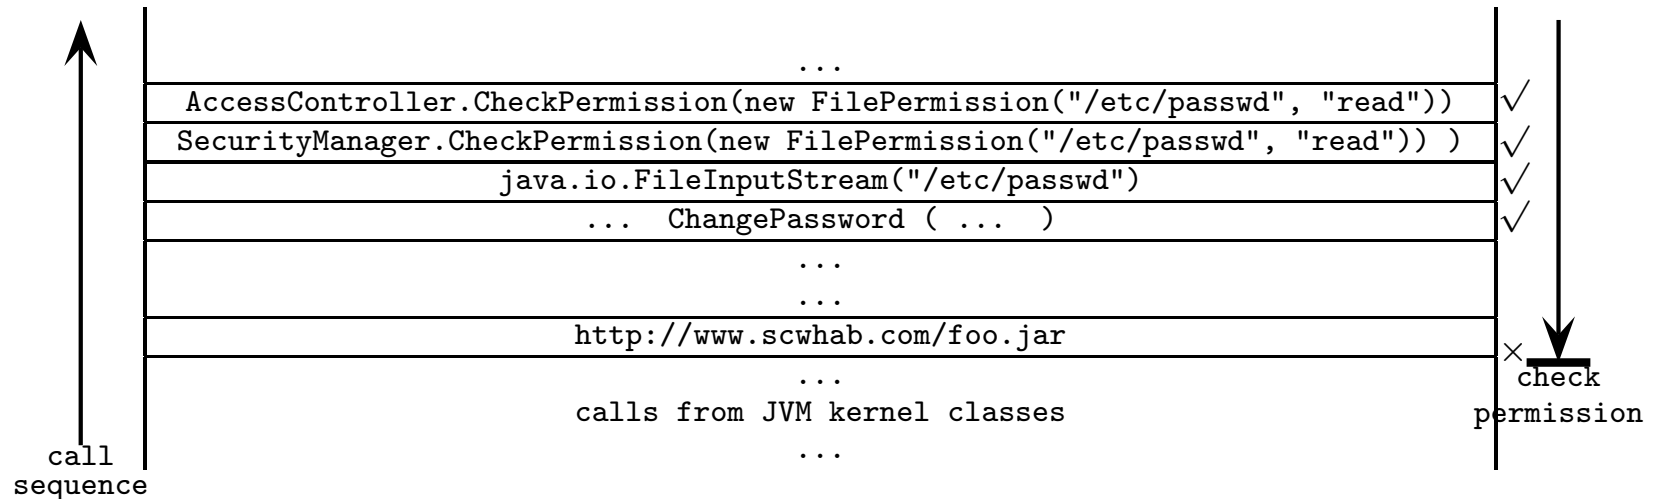 ...
AccessController.CheckPermission(new FilePermission("/etc/passwd", "read")) √
SecurityManager.CheckPermission(new FilePermission("/etc/passwd", "read")) ) √
java.io.FileInputStream("/etc/passwd") √
... ChangePassword ( ... ) √
...
...
http://www.scwhab.com/foo.jar
×
...
check
calls from JVM kernel classes
permission
...
call
sequence